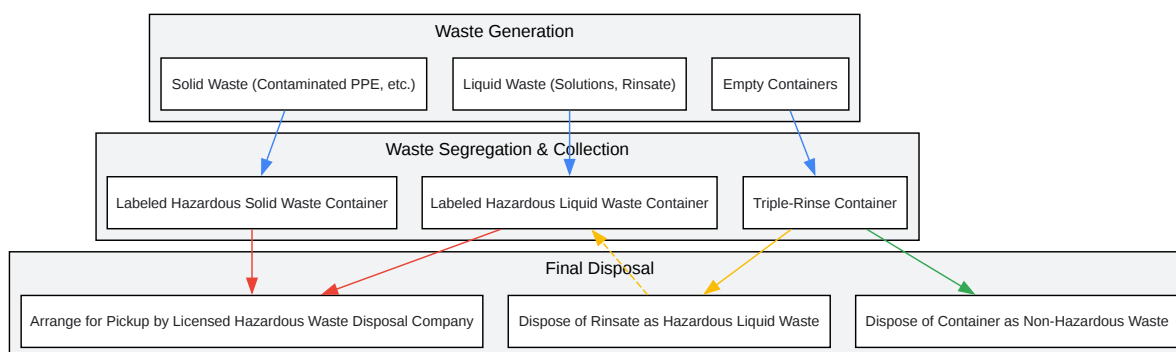 Waste Generation
Solid Waste (Contaminated PPE, etc.)
Liquid Waste (Solutions, Rinsate)
Empty Containers
Waste Segregation & Collection
Labeled Hazardous Solid Waste Container
Labeled Hazardous Liquid Waste Container
Triple-Rinse Container
Final Disposal
Arrange for Pickup by Licensed Hazardous Waste Disposal Company
Dispose of Rinsate as Hazardous Liquid Waste
Dispose of Container as Non-Hazardous Waste